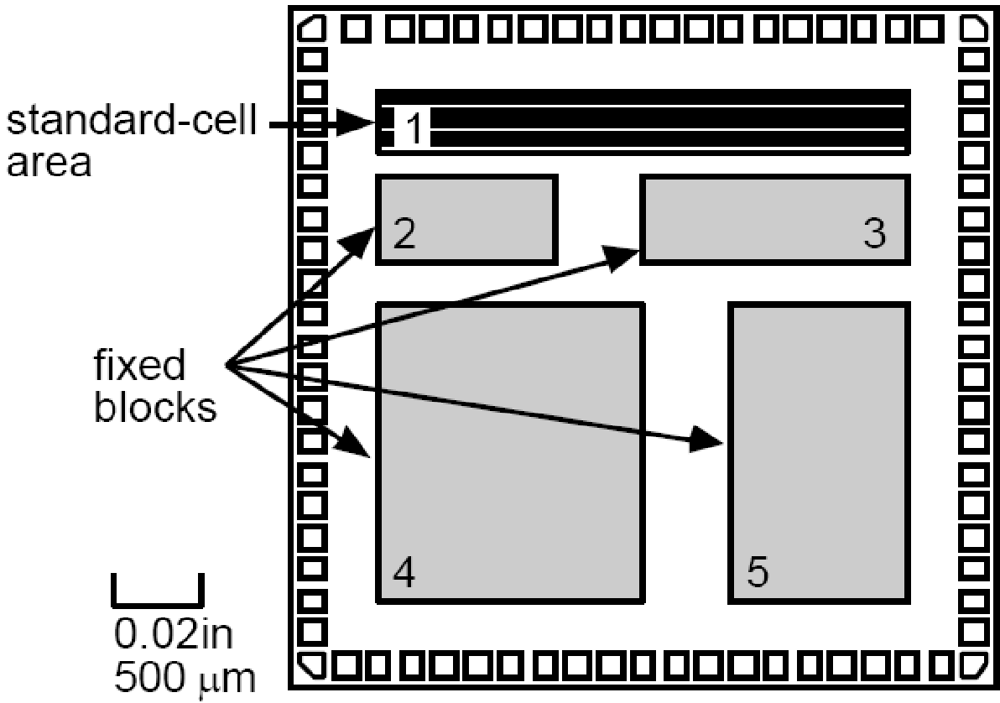 standard-cell
area
1
2
3
fixed
blocks
4
5
0.02in
500 μm